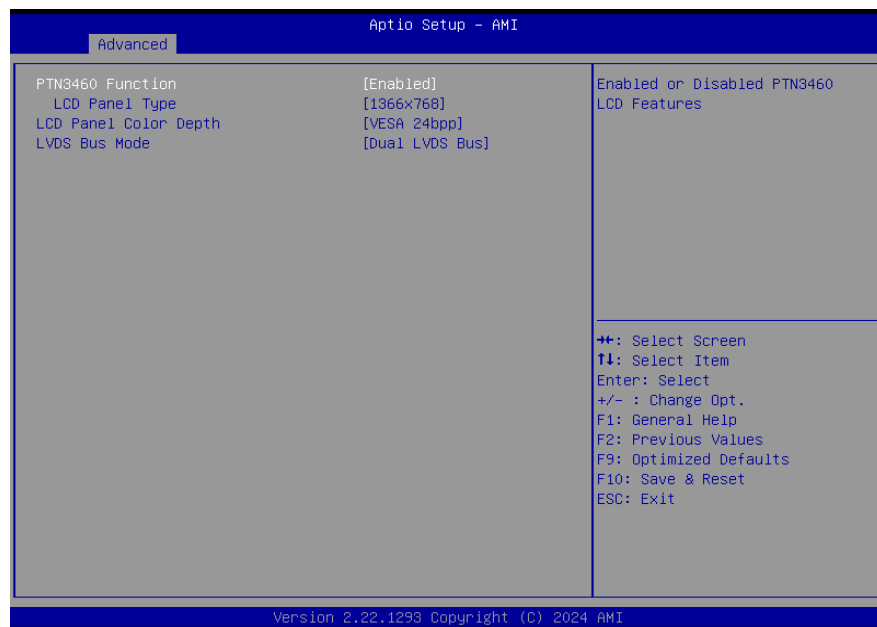 Aptio Setup – AMI
Advanced
PTN3460 Function [Enabled]
LCD Panel Type [1366x768]
LCD Panel Color Depth [VESA 24bpp]
LVDS Bus Mode [Dual LVDS Bus]
Enabled or Disabled PTN3460
LCD Features
→←: Select Screen
↑↓: Select Item
Enter: Select
+/- : Change Opt.
F1: General Help
F2: Previous Values
F9: Optimized Defaults
F10: Save & Reset
ESC: Exit
Version 2.22.1293 Copyright (C) 2024 AMI